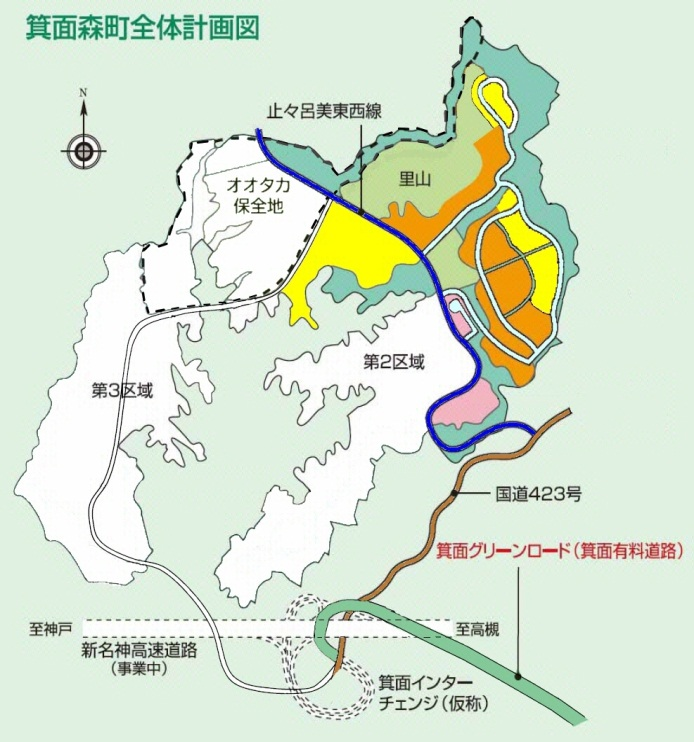 箕面森町全体計画図
N
止々呂美東西線
オオタカ
保全地
里山
第2区域
第3区域
国道423号
箕面グリーンロード(箕面有料道路)
至神戸
至高槻
新名神高速道路
(事業中)
箕面インター
チェンジ(仮称)